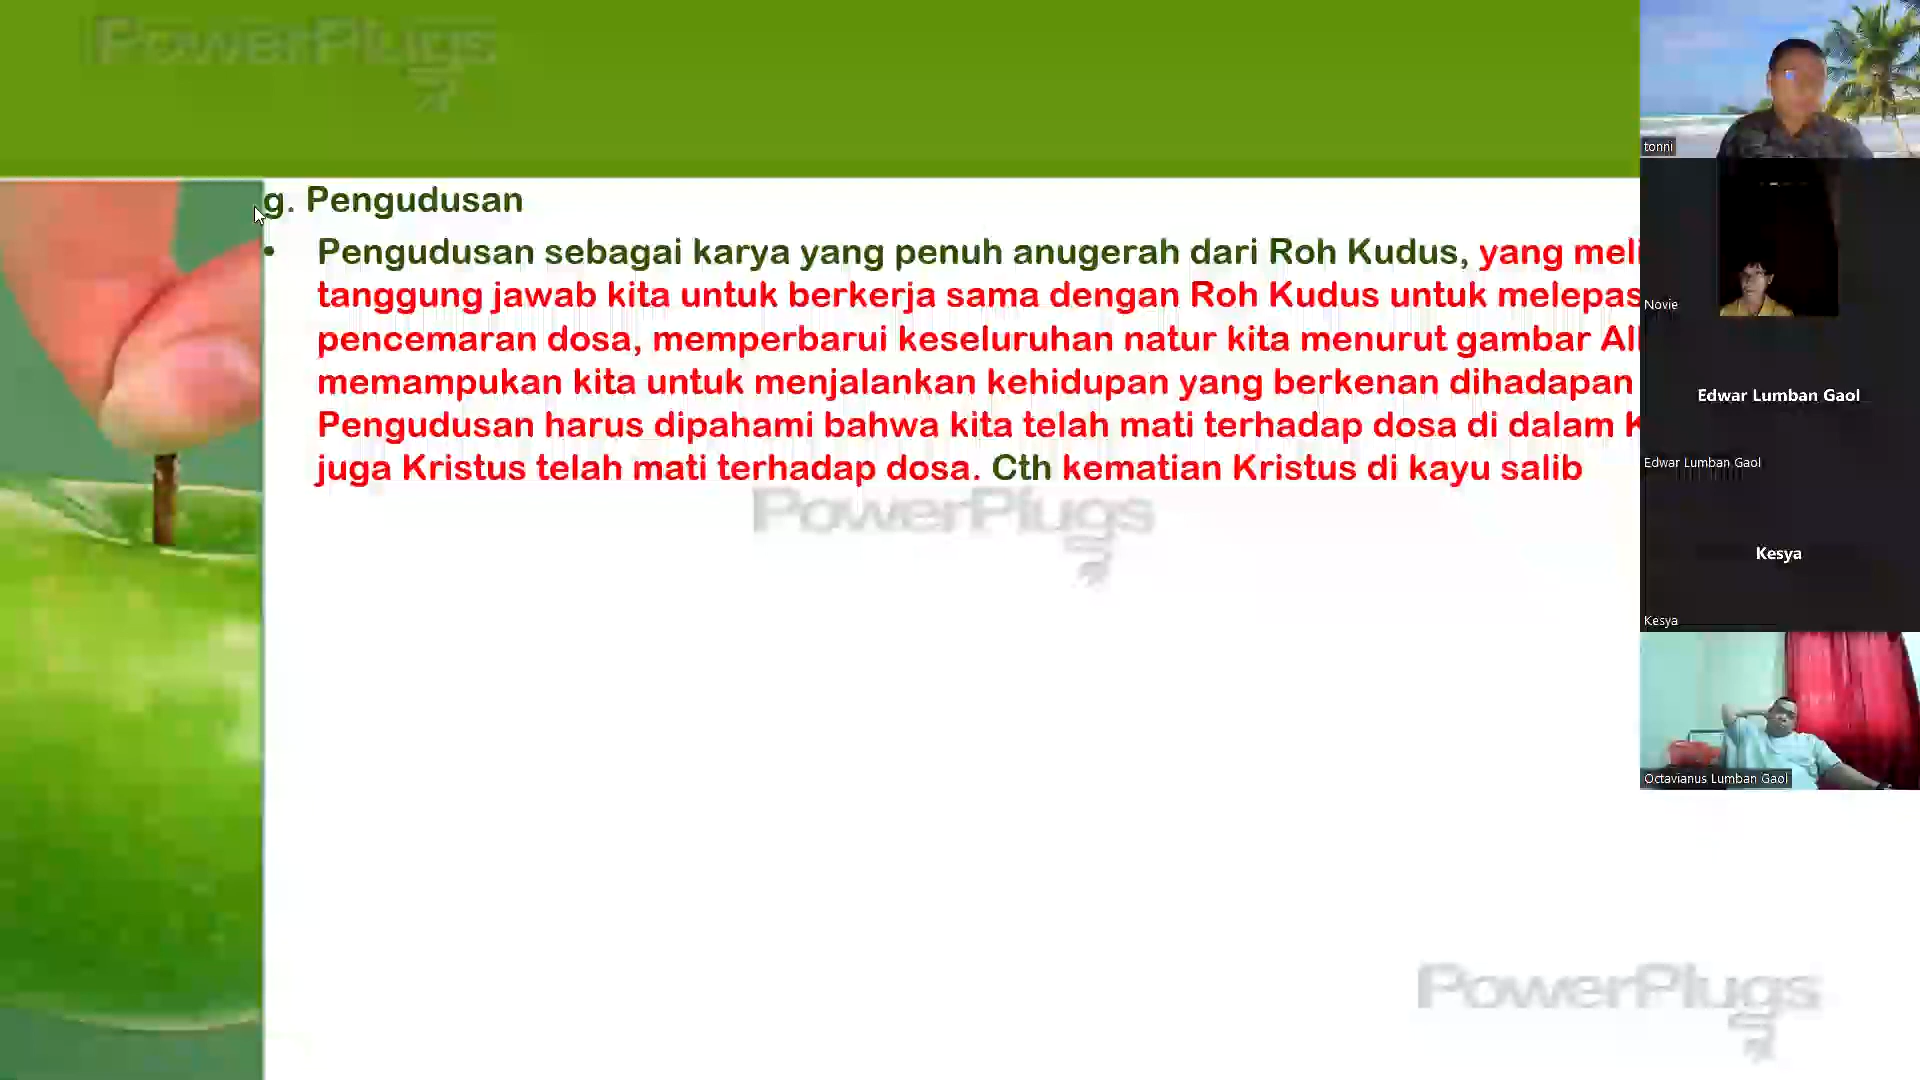 PowerPlugs
g. Pengudusan
• Pengudusan sebagai karya yang penuh anugerah dari Roh Kudus, yang
tanggung jawab kita untuk berkerja sama dengan Roh Kudus untuk
pencemaran dosa, memperbarui keseluruhan natur kita menurut gambar
memampukan kita untuk menjalankan kehidupan yang berkenan dihadapan
Pengudusan harus dipahami bahwa kita telah mati terhadap dosa di dalam
juga Kristus telah mati terhadap dosa. Cth kematian Kristus di kayu salib
PowerPlugs
PowerPlugs
tonni
Novie
Edwar Lumban Gaol
Edwar Lumban Gaol
Kesya
Kesya
Octavianus Lumban Gaol